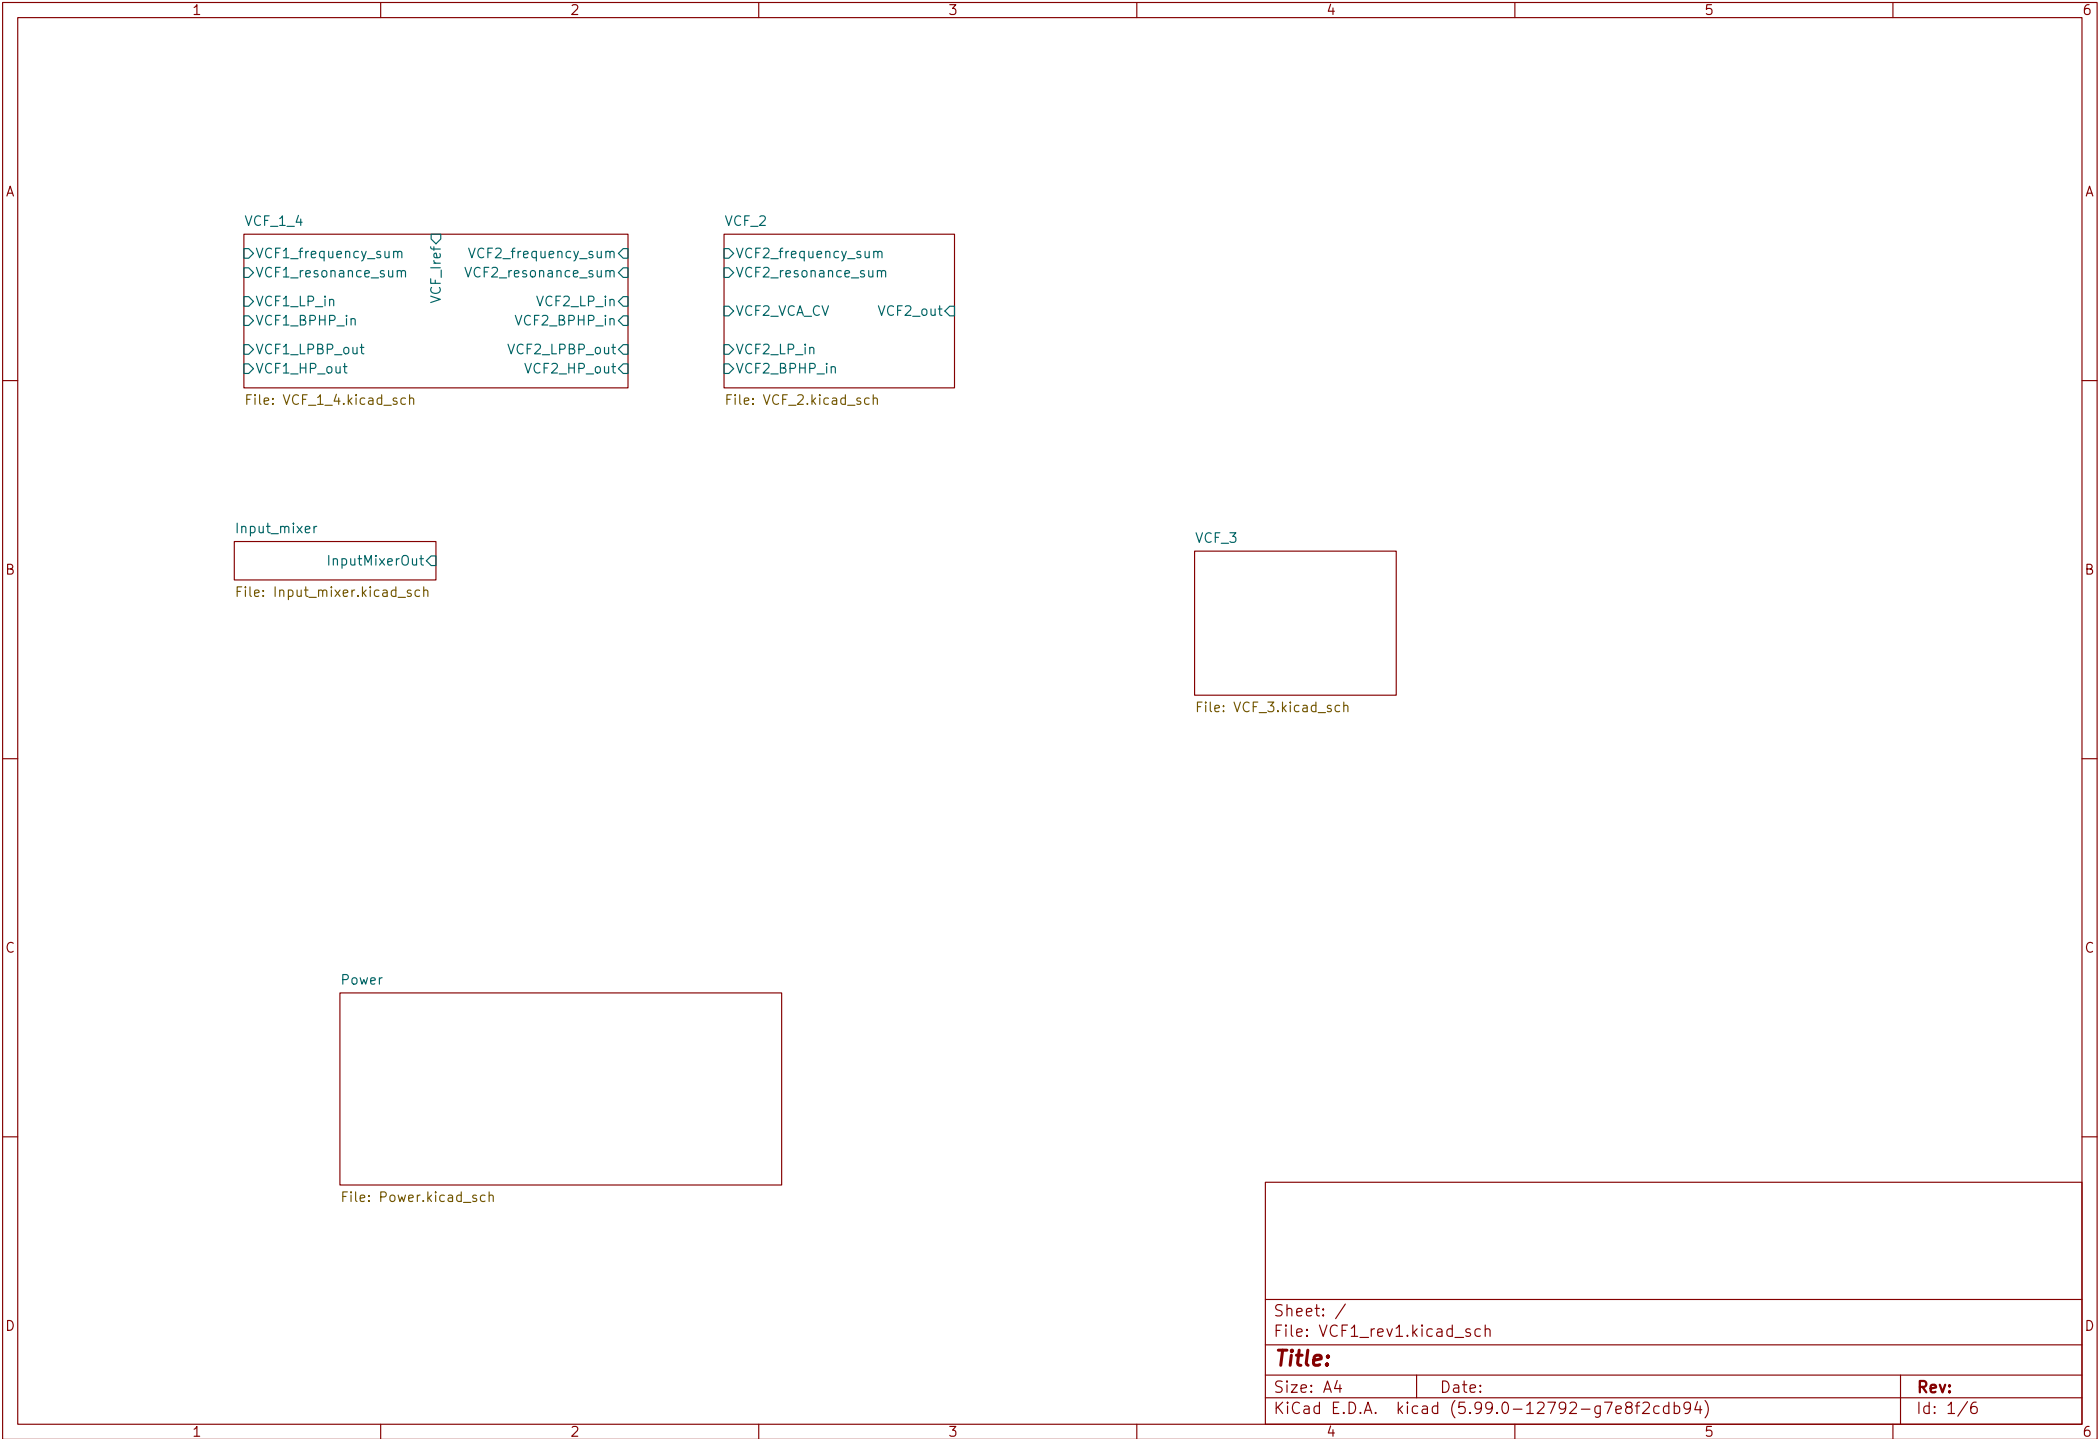 1 2 3 4 5 6
A A
VCF_1_4 VCF_2
VCF1_frequency_sum VCF_Iref VCF2_frequency_sum VCF2_frequency_sum
VCF1_resonance_sum VCF2_resonance_sum VCF2_resonance_sum
VCF1_LP_in VCF2_LP_in
VCF2_VCA_CV VCF2_out
VCF1_BPHP_in VCF2_BPHP_in
VCF1_LPBP_out VCF2_LPBP_out VCF2_LP_in
VCF1_HP_out VCF2_HP_out VCF2_BPHP_in
File: VCF_1_4.kicad_sch File: VCF_2.kicad_sch
Input_mixer
VCF_3
InputMixerOut
B B
File: Input_mixer.kicad_sch
File: VCF_3.kicad_sch
C C
Power
File: Power.kicad_sch
Sheet: /
D D
File: VCF1_rev1.kicad_sch
Title:
Size: A4 Date: Rev:
KiCad E.D.A. kicad (5.99.0-12792-g7e8f2cdb94) Id: 1/6
1 2 3 4 5 6